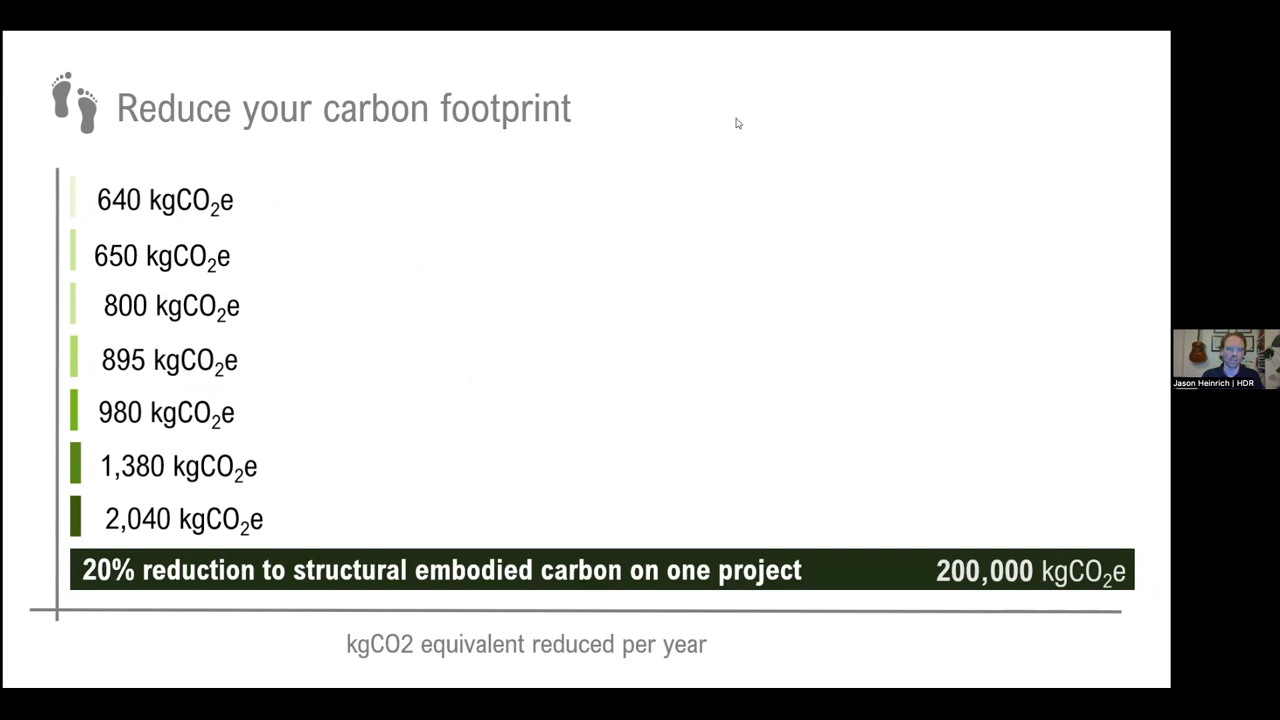 Reduce your carbon footprint
640 kgCO₂e
650 kgCO₂e
800 kgCO₂e
895 kgCO₂e
980 kgCO₂e
1,380 kgCO₂e
2,040 kgCO₂e
20% reduction to structural embodied carbon on one project 200,000 kgCO₂e
kgCO2 equivalent reduced per year
Jason Heinrich | HDR